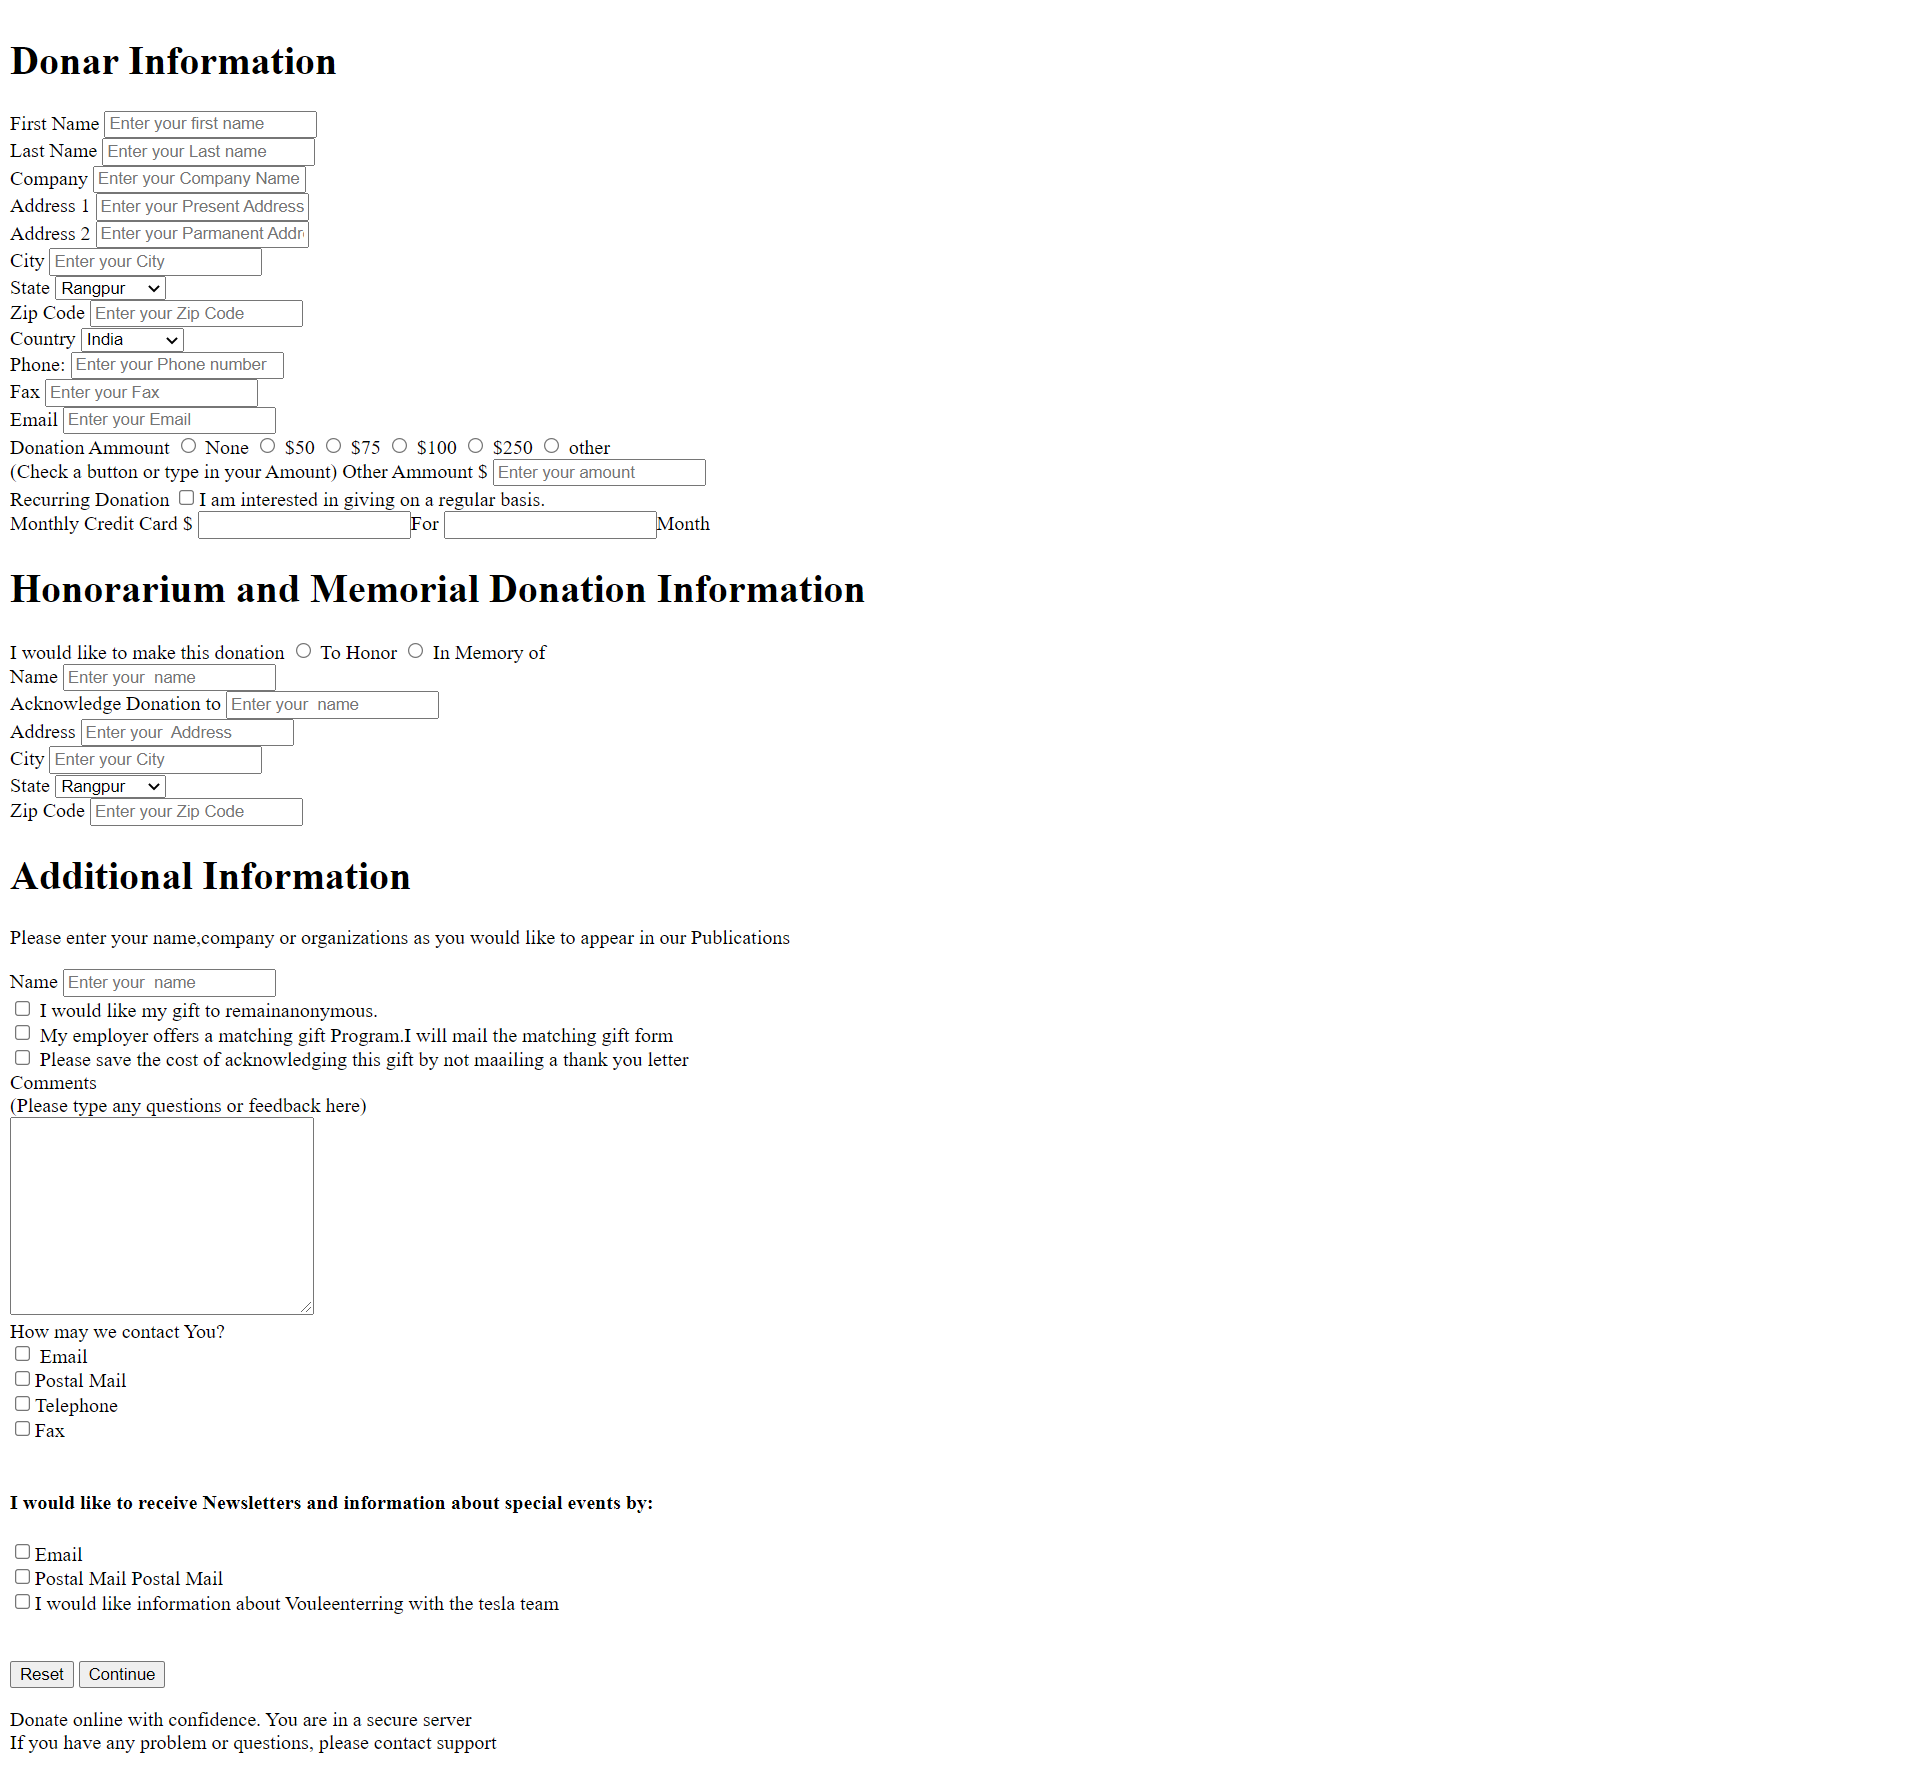 Donar Information
First Name Enter your first name
Last Name Enter your Last name
Company Enter your Company Name
Address 1 Enter your Present Address
Address 2 Enter your Parmanent Addr
City Enter your City
State Rangpur
Zip Code Enter your Zip Code
Country India
Phone: Enter your Phone number
Fax Enter your Fax
Email Enter your Email
Donation Ammount None $50 $75 $100 $250 other
(Check a button or type in your Amount) Other Ammount $ Enter your amount
Recurring Donation I am interested in giving on a regular basis.
Monthly Credit Card $ For Month
Honorarium and Memorial Donation Information
I would like to make this donation To Honor In Memory of
Name Enter your  name
Acknowledge Donation to Enter your  name
Address Enter your  Address
City Enter your City
State Rangpur
Zip Code Enter your Zip Code
Additional Information
Please enter your name,company or organizations as you would like to appear in our Publications
Name Enter your  name
I would like my gift to remainanonymous.
My employer offers a matching gift Program.I will mail the matching gift form
Please save the cost of acknowledging this gift by not maailing a thank you letter
Comments
(Please type any questions or feedback here)
How may we contact You?
Email
Postal Mail
Telephone
Fax
I would like to receive Newsletters and information about special events by:
Email
Postal Mail Postal Mail
I would like information about Vouleenterring with the tesla team
Reset Continue
Donate online with confidence. You are in a secure server
If you have any problem or questions, please contact support